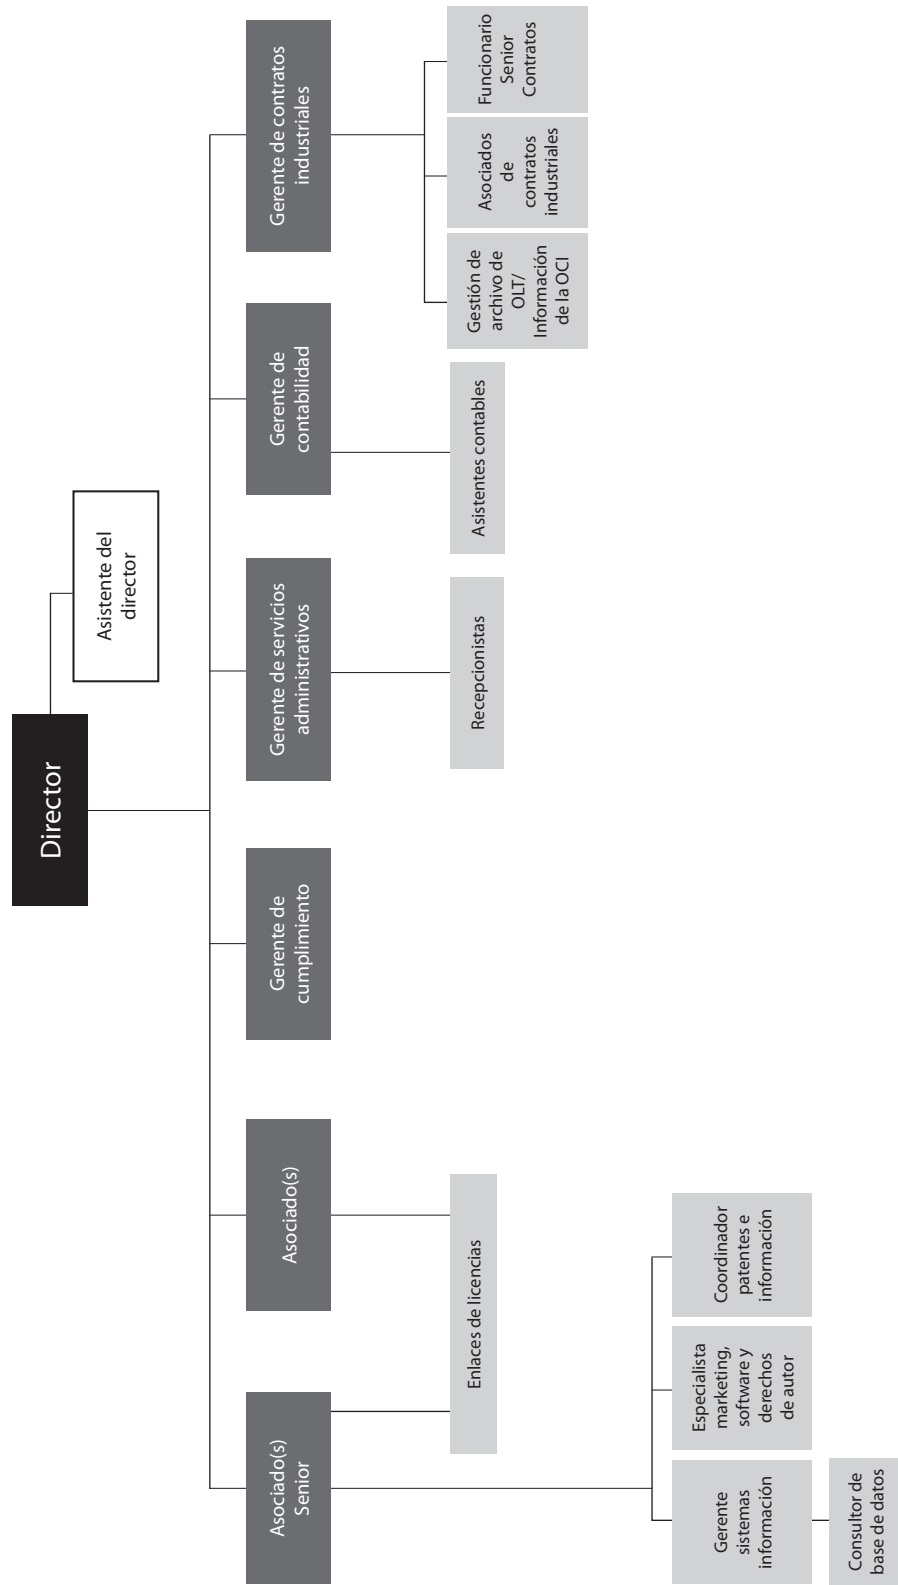 Director
Asistente del
director
Asociado(s)
Senior
Asociado(s)
Gerente de
cumplimiento
Gerente de servicios
administrativos
Gerente de
contabilidad
Gerente de contratos
industriales
Enlaces de licencias
Recepcionistas
Asistentes contables
Gestión de
archivo de
OLT/
Información
de la OCI
Asociados
de
contratos
industriales
Funcionario
Senior
Contratos
Gerente
sistemas
información
Especialista
marketing,
software y
derechos
de autor
Coordinador
patentes e
información
Consultor de
base de datos